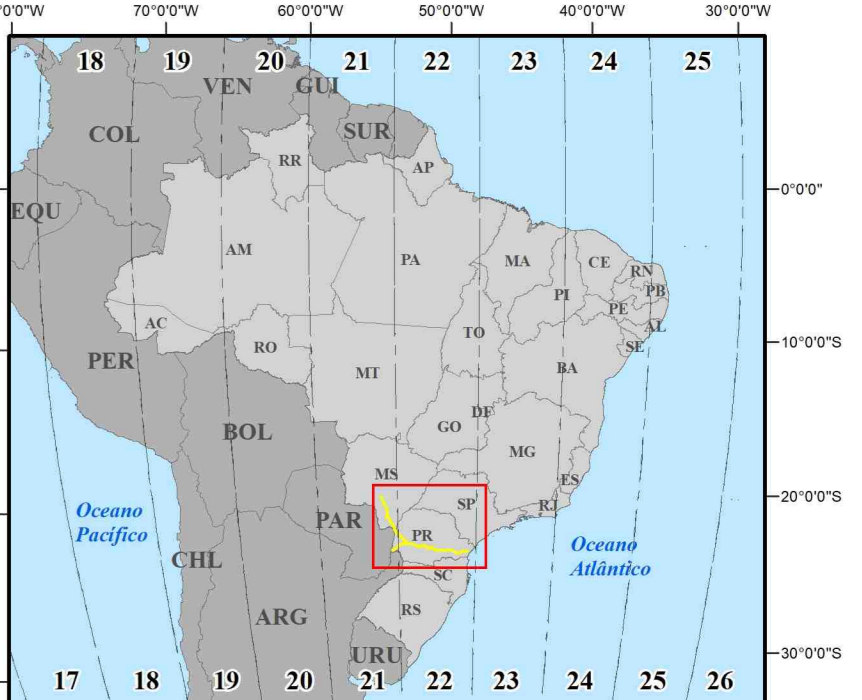 0°0'0"W 70°0'0"W 60°0'0"W 50°0'0"W 40°0'0"W 30°0'0"W
18 19 20 21 22 23 24 25
VEN GUI
COL SUR
RR AP
0°0'0"
EQU
AM PA MA CE RN
PI PB
PE
AC AL
TO
RO SE
10°0'0"S
PER MT BA
DF
BOL GO
MG
MS ES
SP RJ
20°0'0"S
Oceano
Pacífico
PAR PR
Oceano
Atlântico
CHL
SC
ARG RS
URU
30°0'0"S
17 18 19 20 21 22 23 24 25 26